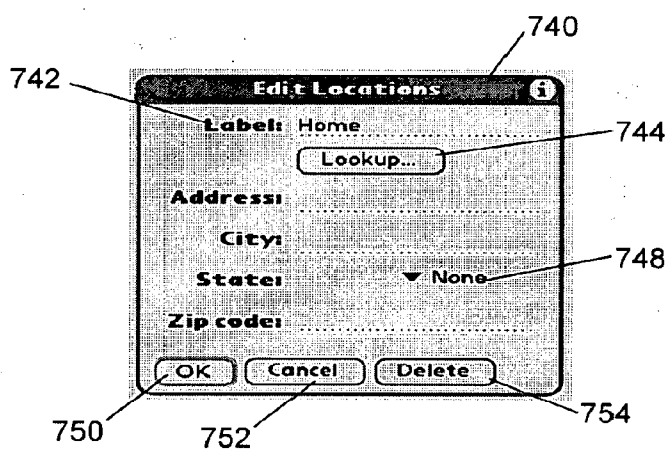 740
742
Edit Locations i
Label: Home
744
Lookup...
Address:
City:
748
State: None
Zip code:
OK Cancel Delete
754
750
752